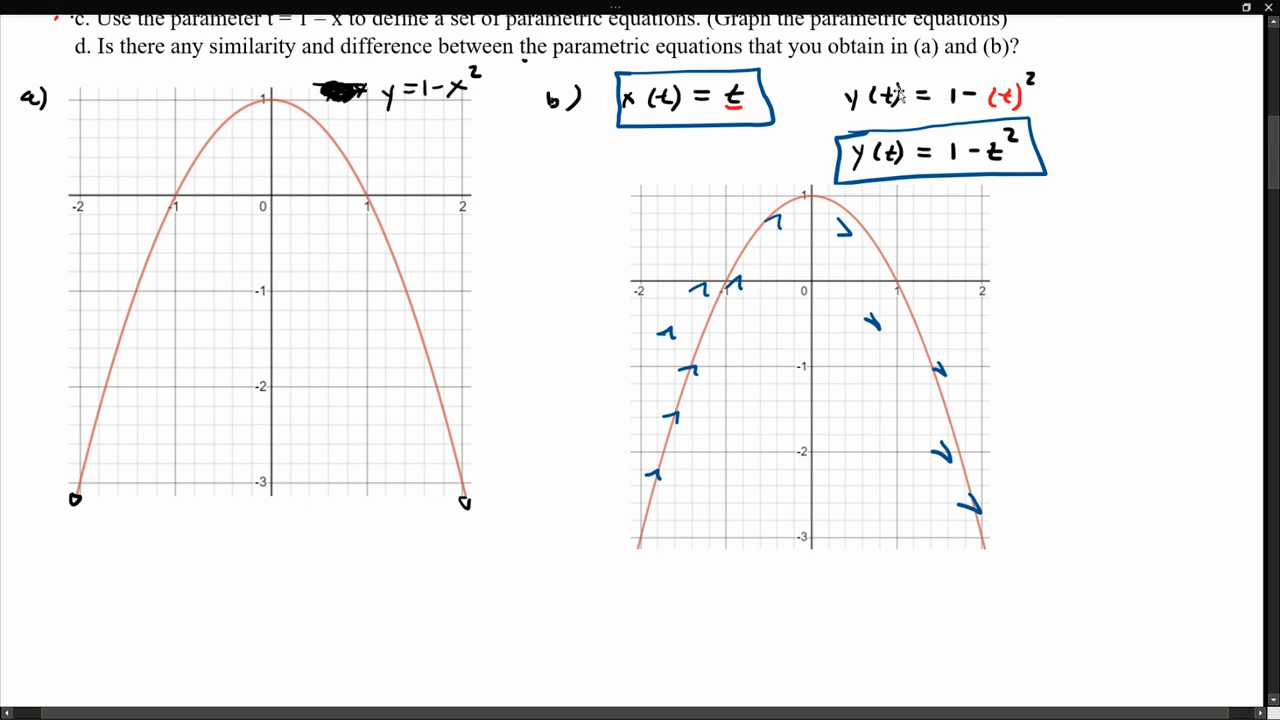 c. Use the parameter t = 1 – x to define a set of parametric equations. (Graph the parametric equations)
d. Is there any similarity and difference between the parametric equations that you obtain in (a) and (b)?
a) y = 1 - x²
b) x(t) = t y(t) = 1 - (t)²
y(t) = 1 - t²
1
-2 -1 0 1 2
-1
-2
-3
1
-2 -1 0 1 2
-1
-2
-3